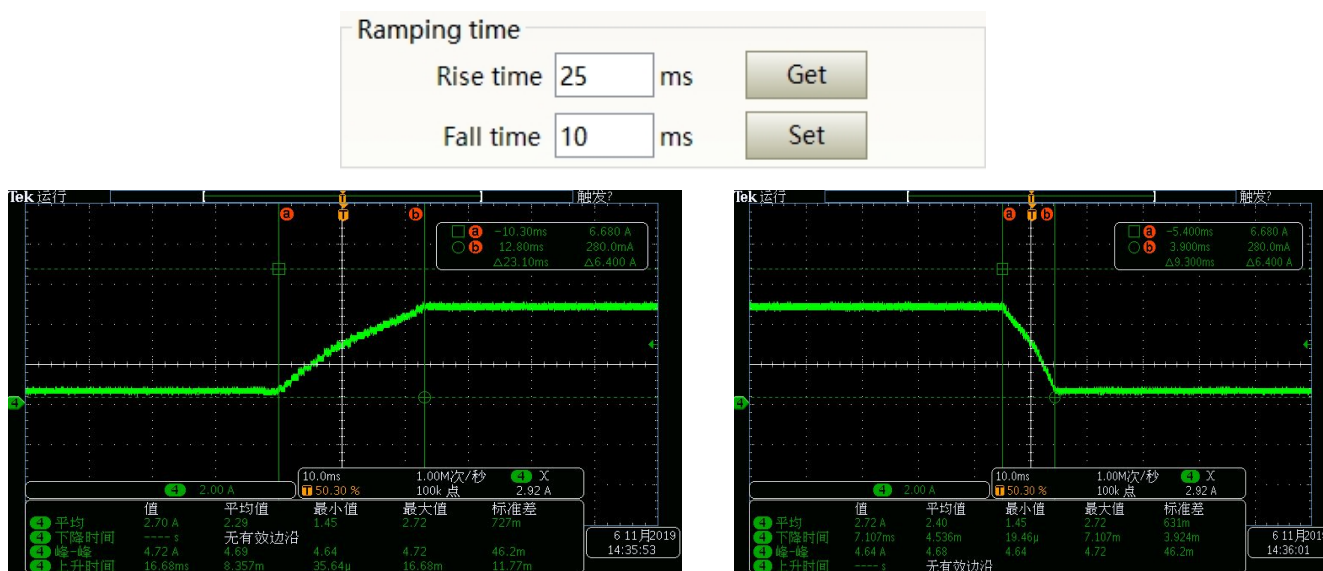 Ramping time
Rise time 25 ms Get
Fall time 10 ms Set
Tek 运行 触发?
a b
T
a −10.30ms 6.680 A
b 12.80ms 280.0mA
△23.10ms △6.400 A
4
10.0ms 1.00M次/秒 4 X
4 2.00 A T 50.30 % 100k 点 2.92 A
值 平均值 最小值 最大值 标准差
4 平均 2.70 A 2.29 1.45 2.72 727m
4 下降时间 ---- s 无有效边沿
4 峰-峰 4.72 A 4.69 4.64 4.72 46.2m
4 上升时间 16.68ms 8.357m 35.64μ 16.68m 11.77m
6 11月2019
14:35:53
Tek 运行 触发?
a b
T
a −5.400ms 6.680 A
b 3.900ms 280.0mA
△9.300ms △6.400 A
4
10.0ms 1.00M次/秒 4 X
4 2.00 A T 50.30 % 100k 点 2.92 A
值 平均值 最小值 最大值 标准差
4 平均 2.72 A 2.40 1.45 2.72 631m
4 下降时间 7.107ms 4.536m 19.46μ 7.107m 3.924m
4 峰-峰 4.64 A 4.68 4.64 4.72 46.2m
4 上升时间 ---- s 无有效边沿
6 11月2019
14:36:01